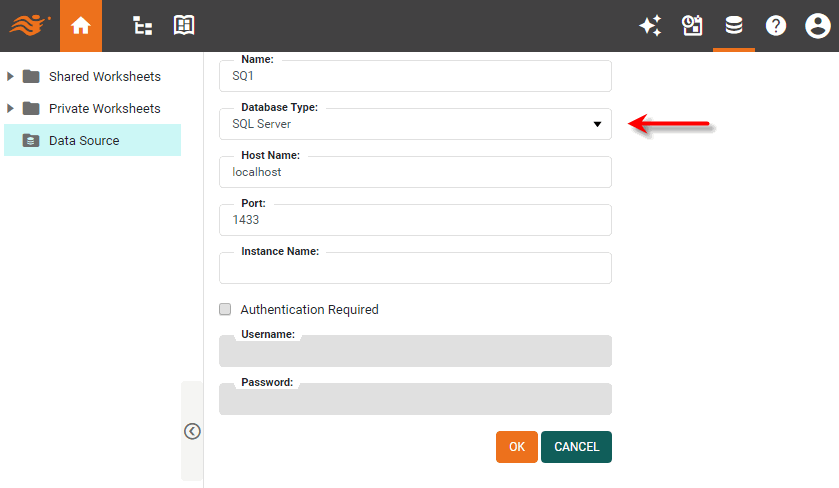 Shared Worksheets
Private Worksheets
Data Source
Name:
SQ1
Database Type:
SQL Server
Host Name:
localhost
Port:
1433
Instance Name:
Authentication Required
Username:
Password:
OK
CANCEL